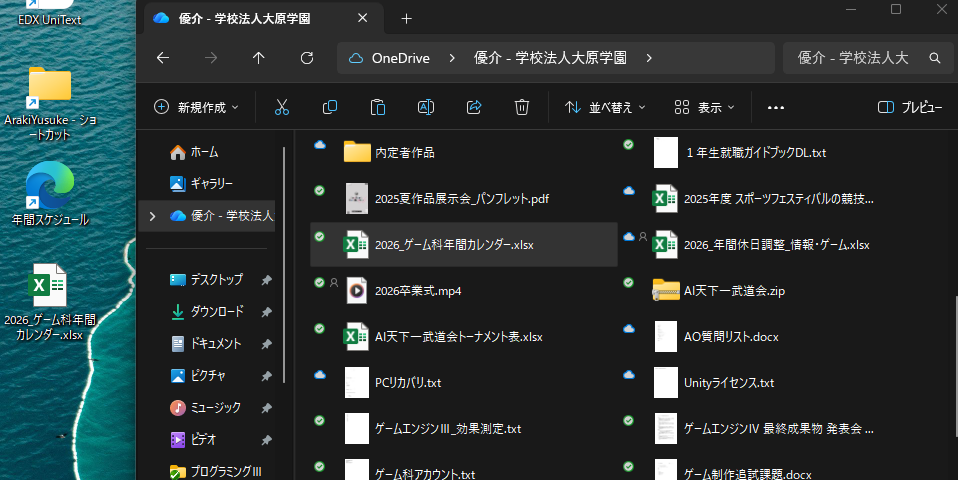 EDX UniText
ArakiYusuke - ショ
ートカット
年間スケジュール
2026_ゲーム科年間
カレンダー.xlsx
優介 - 学校法人大原学園
OneDrive
優介 - 学校法人大原学園
優介 - 学校法人大
新規作成
並べ替え
表示
プレビュー
ホーム
ギャラリー
優介 - 学校法人
デスクトップ
ダウンロード
ドキュメント
ピクチャ
ミュージック
ビデオ
プログラミングⅢ
内定者作品
１年生就職ガイドブックDL.txt
2025夏作品展示会_パンフレット.pdf
2025年度 スポーツフェスティバルの競技...
2026_ゲーム科年間カレンダー.xlsx
2026_年間休日調整_情報・ゲーム.xlsx
2026卒業式.mp4
AI天下一武道会.zip
AI天下一武道会トーナメント表.xlsx
AO質問リスト.docx
PCリカバリ.txt
Unityライセンス.txt
ゲームエンジンⅢ_効果測定.txt
ゲームエンジンⅣ 最終成果物 発表会 ...
ゲーム科アカウント.txt
ゲーム制作追試課題.docx